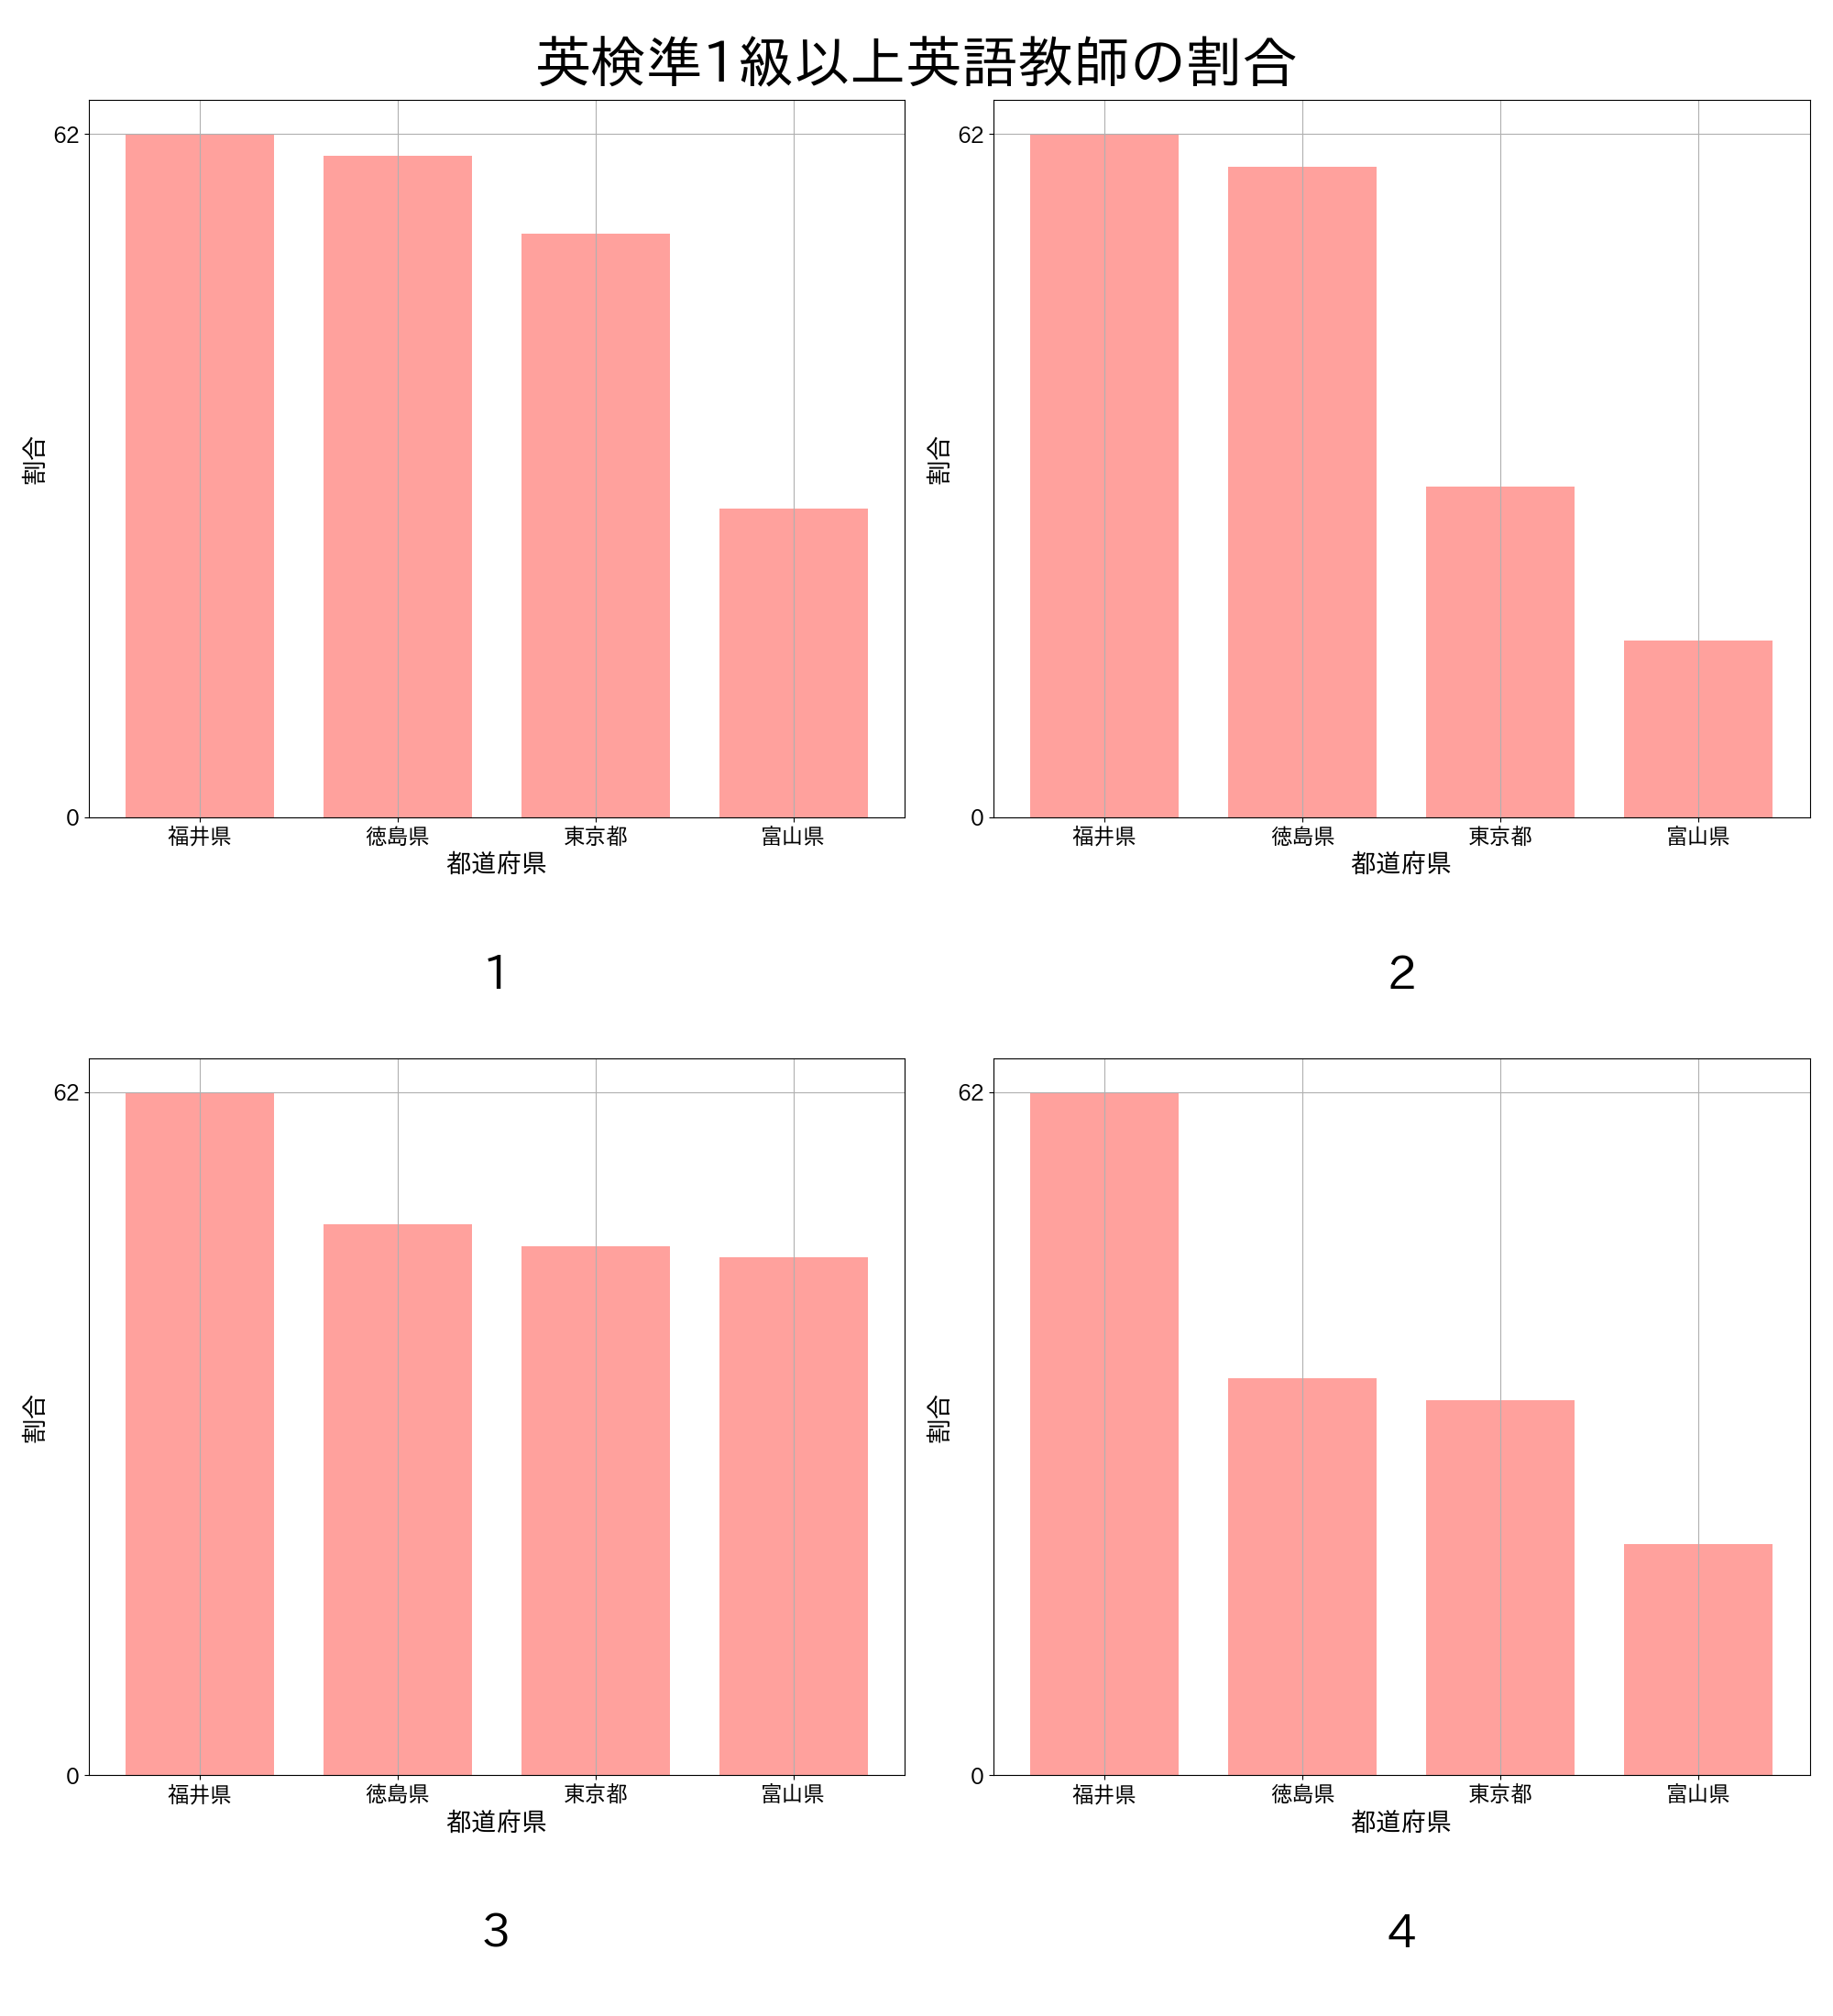 英検準1級以上英語教師の割合
62
0
割合
福井県 徳島県 東京都 富山県
都道府県
1
62
0
割合
福井県 徳島県 東京都 富山県
都道府県
2
62
0
割合
福井県 徳島県 東京都 富山県
都道府県
3
62
0
割合
福井県 徳島県 東京都 富山県
都道府県
4